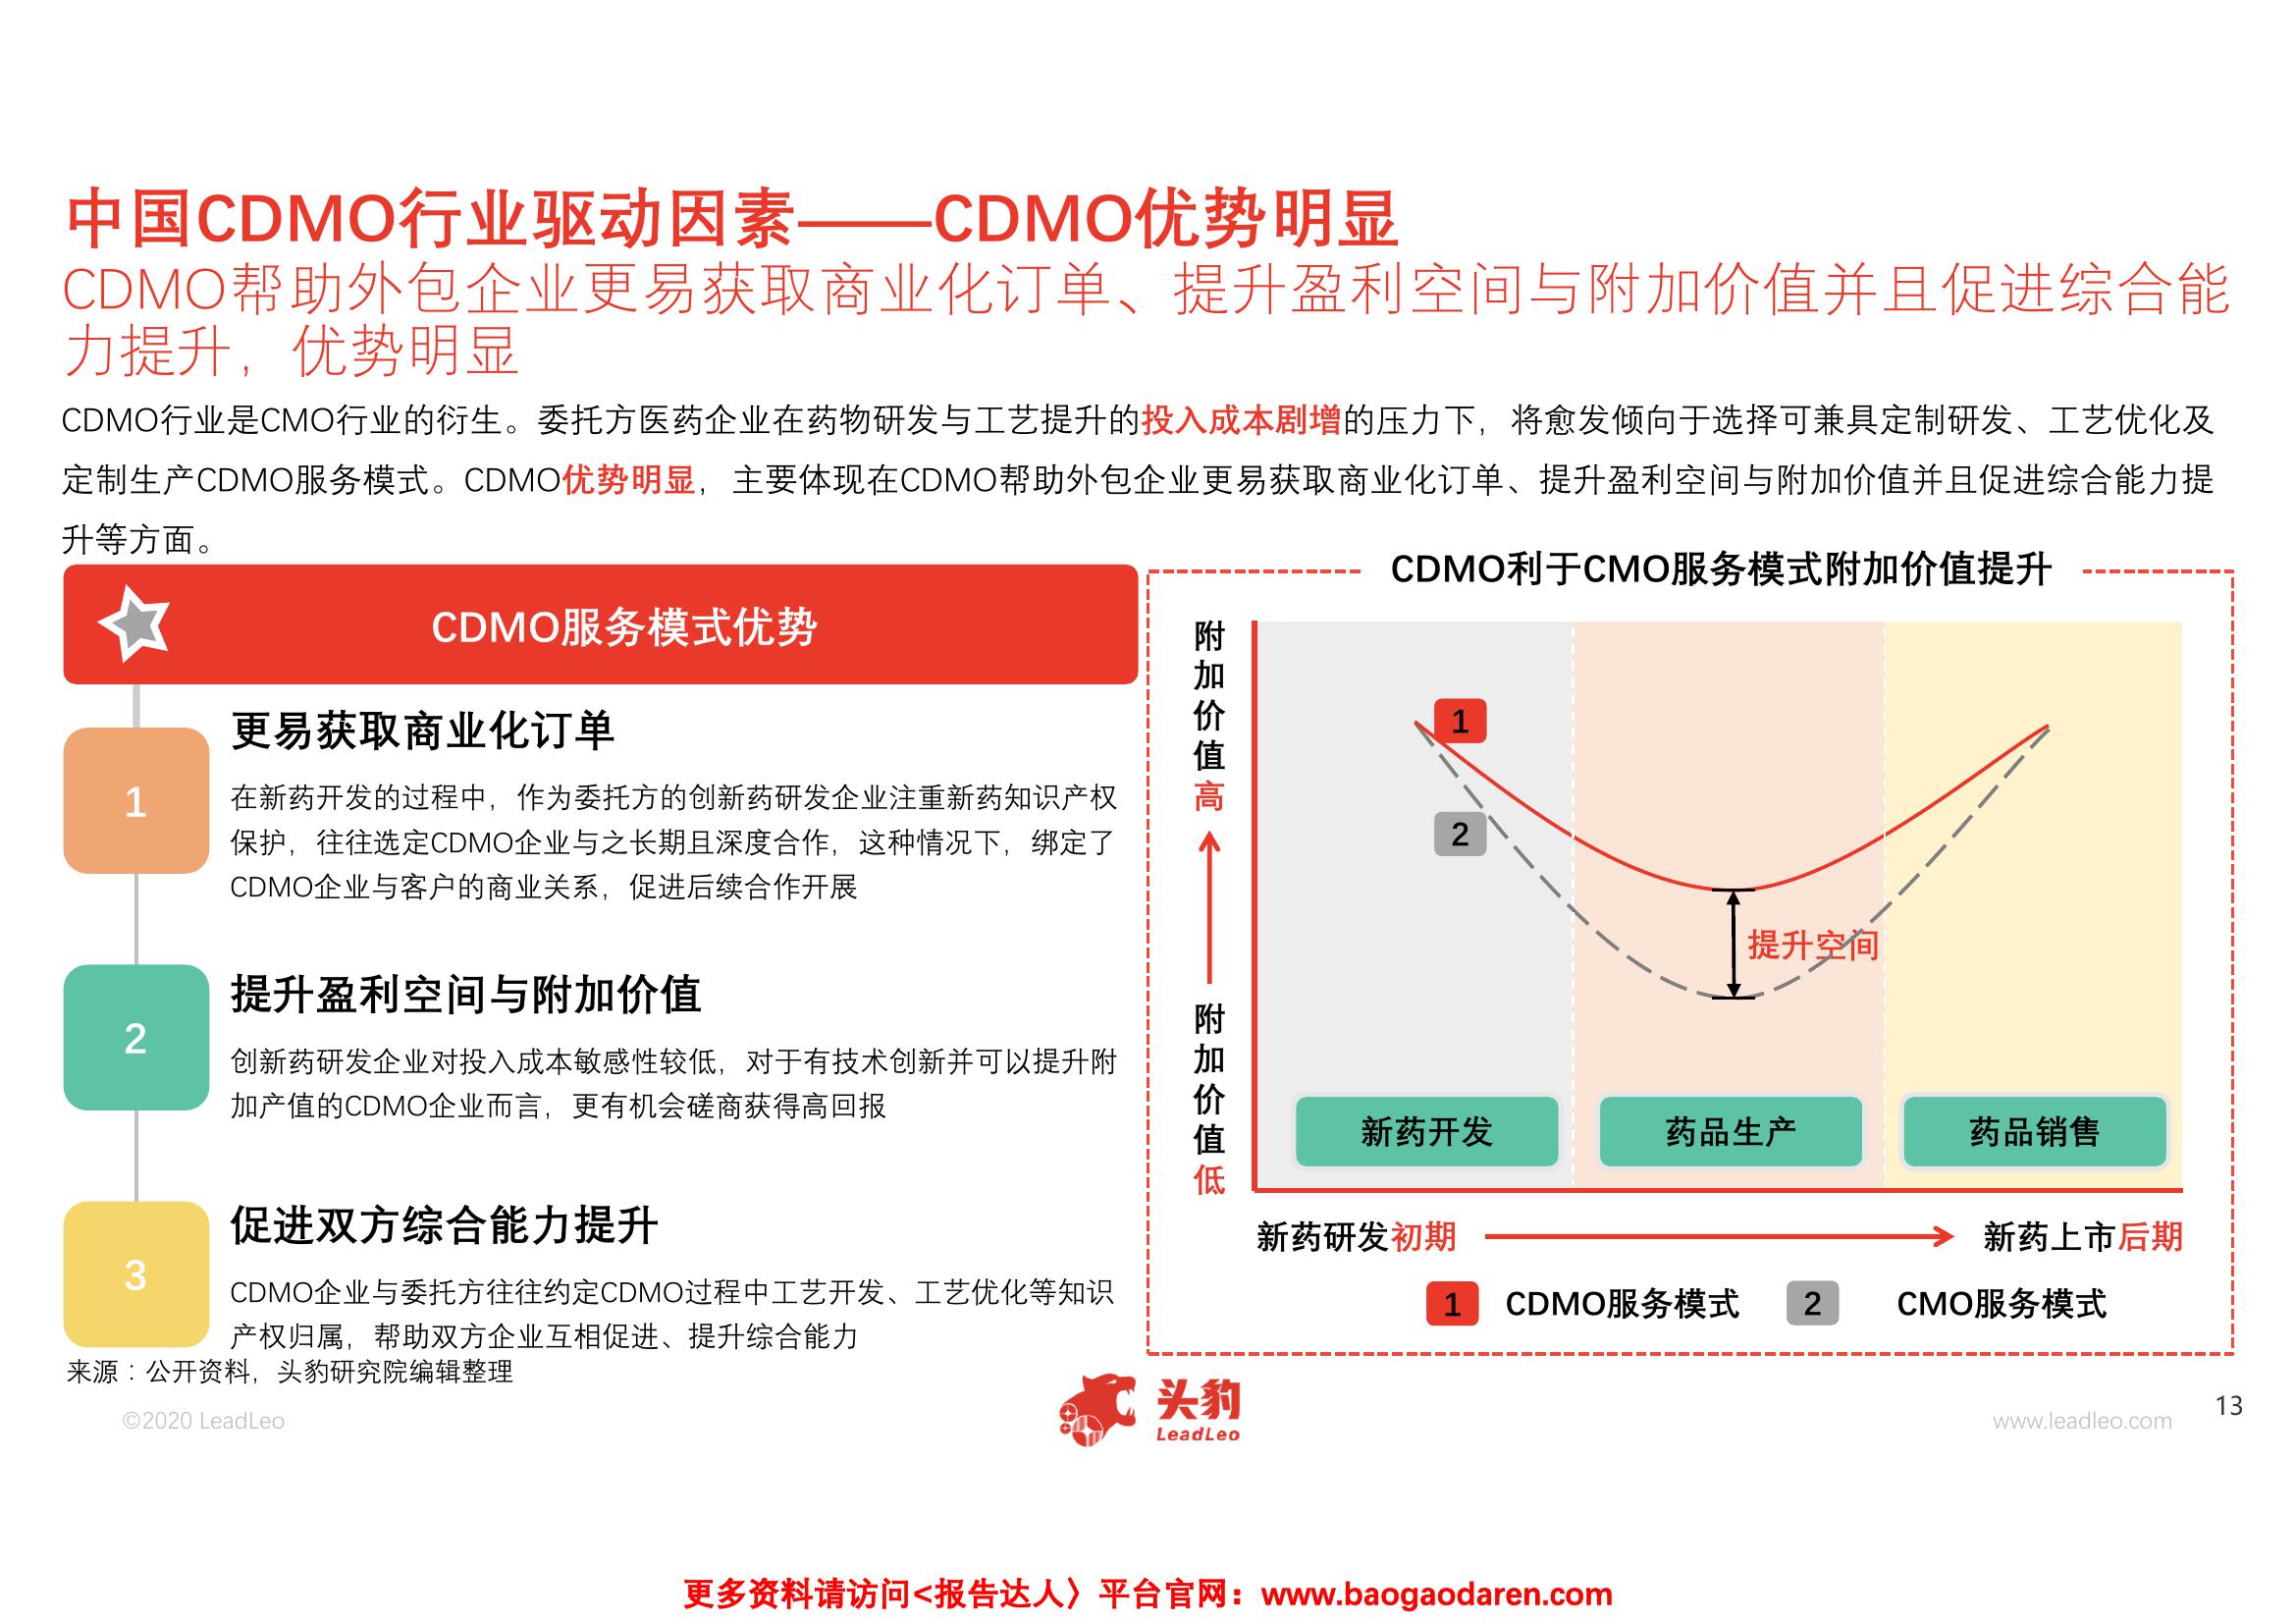 中国CDMO行业驱动因素——CDMO优势明显
CDMO帮助外包企业更易获取商业化订单、提升盈利空间与附加价值并且促进综合能
力提升，优势明显
CDMO行业是CMO行业的衍生。委托方医药企业在药物研发与工艺提升的投入成本剧增的压力下，将愈发倾向于选择可兼具定制研发、工艺优化及
定制生产CDMO服务模式。CDMO优势明显，主要体现在CDMO帮助外包企业更易获取商业化订单、提升盈利空间与附加价值并且促进综合能力提
升等方面。
CDMO服务模式优势
1
更易获取商业化订单
在新药开发的过程中，作为委托方的创新药研发企业注重新药知识产权
保护，往往选定CDMO企业与之长期且深度合作，这种情况下，绑定了
CDMO企业与客户的商业关系，促进后续合作开展
2
提升盈利空间与附加价值
创新药研发企业对投入成本敏感性较低，对于有技术创新并可以提升附
加产值的CDMO企业而言，更有机会磋商获得高回报
3
促进双方综合能力提升
CDMO企业与委托方往往约定CDMO过程中工艺开发、工艺优化等知识
产权归属，帮助双方企业互相促进、提升综合能力
CDMO利于CMO服务模式附加价值提升
附加价值高
附加价值低
1
2
提升空间
新药开发
药品生产
药品销售
新药研发初期
新药上市后期
1 CDMO服务模式
2 CMO服务模式
来源：公开资料，头豹研究院编辑整理
©2020 LeadLeo
头豹
LeadLeo
www.leadleo.com
13
更多资料请访问<报告达人〉平台官网：www.baogaodaren.com